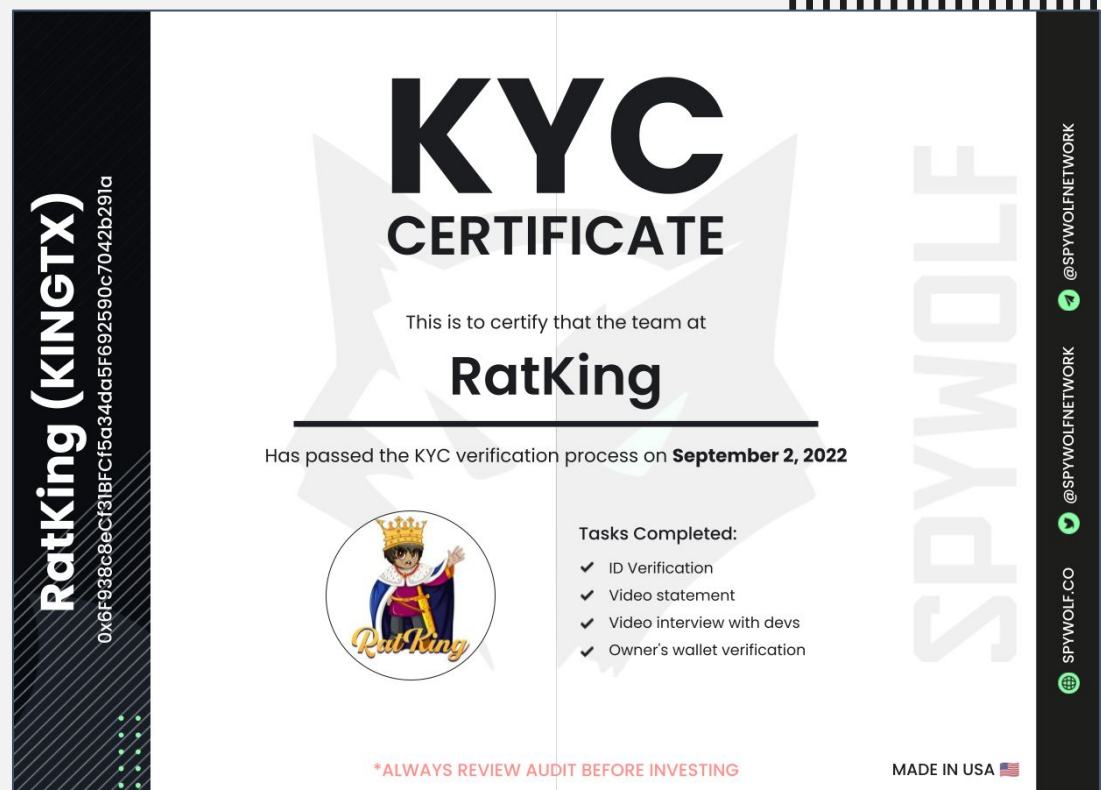 RatKing (KINGTX)
0x6F938c8eCf31BFCf5a34dd5F692590c7042b291a
KYC
CERTIFICATE
This is to certify that the team at
RatKing
Has passed the KYC verification process on September 2, 2022
RatKing
Tasks Completed:
ID Verification
Video statement
Video interview with devs
Owner's wallet verification
*ALWAYS REVIEW AUDIT BEFORE INVESTING
MADE IN USA
SPYWOLF
SPYWOLF.CO
@SPYWOLFNETWORK
@SPYWOLFNETWORK